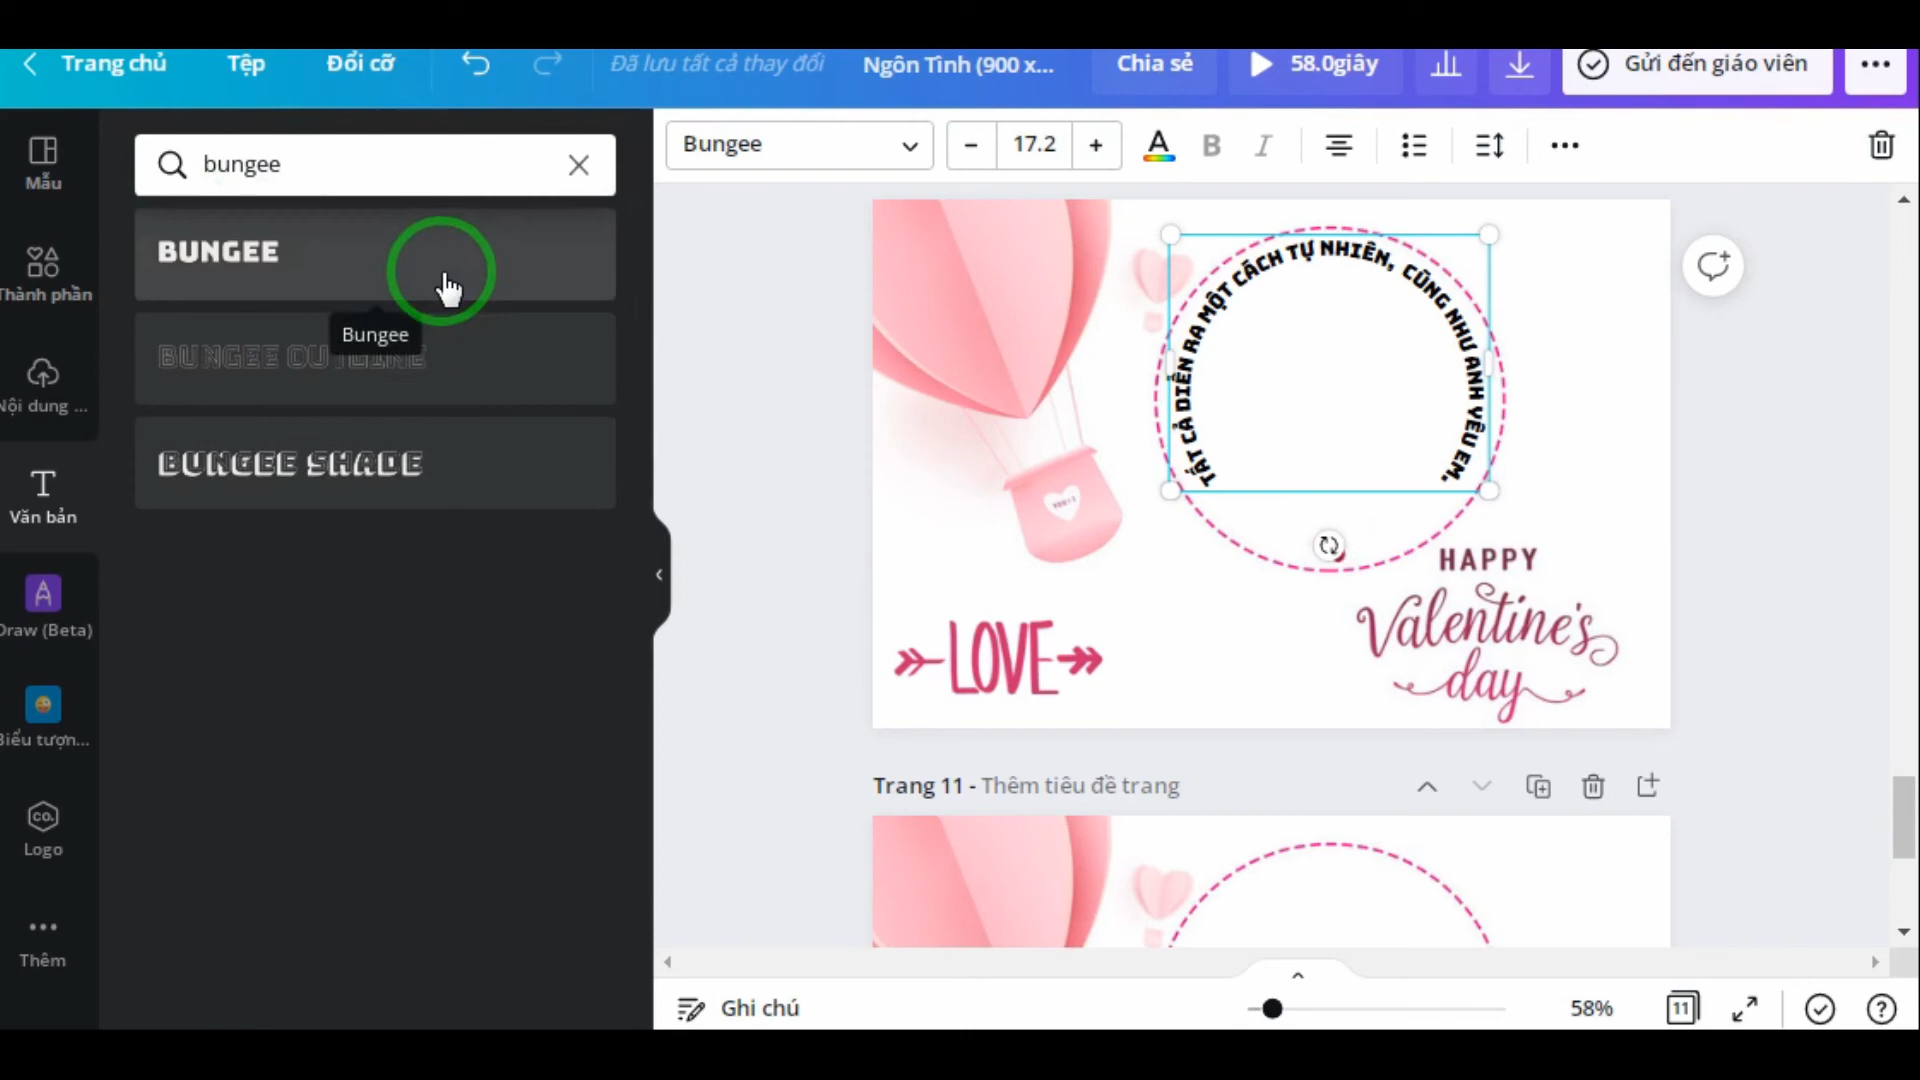 Trang chủ
Tệp
Đổi cỡ
Đã lưu tất cả thay đổi
Ngôn Tình (900 x...
Chia sẻ
58.0giây
Gửi đến giáo viên
Mẫu
Thành phần
Nội dung ...
Văn bản
Draw (Beta)
Biểu tượn...
CO.
Logo
Thêm
bungee
BUNGEE
Bungee
BUNGEE OUTLINE
BUNGEE SHADE
Bungee
17.2
A
B
I
TẤT CẢ DIỄN RA MỘT CÁCH TỰ NHIÊN, CŨNG NHƯ ANH YÊU EM.
LOVE
HAPPY
Valentine's
day
Trang 11 - Thêm tiêu đề trang
Ghi chú
58%
11